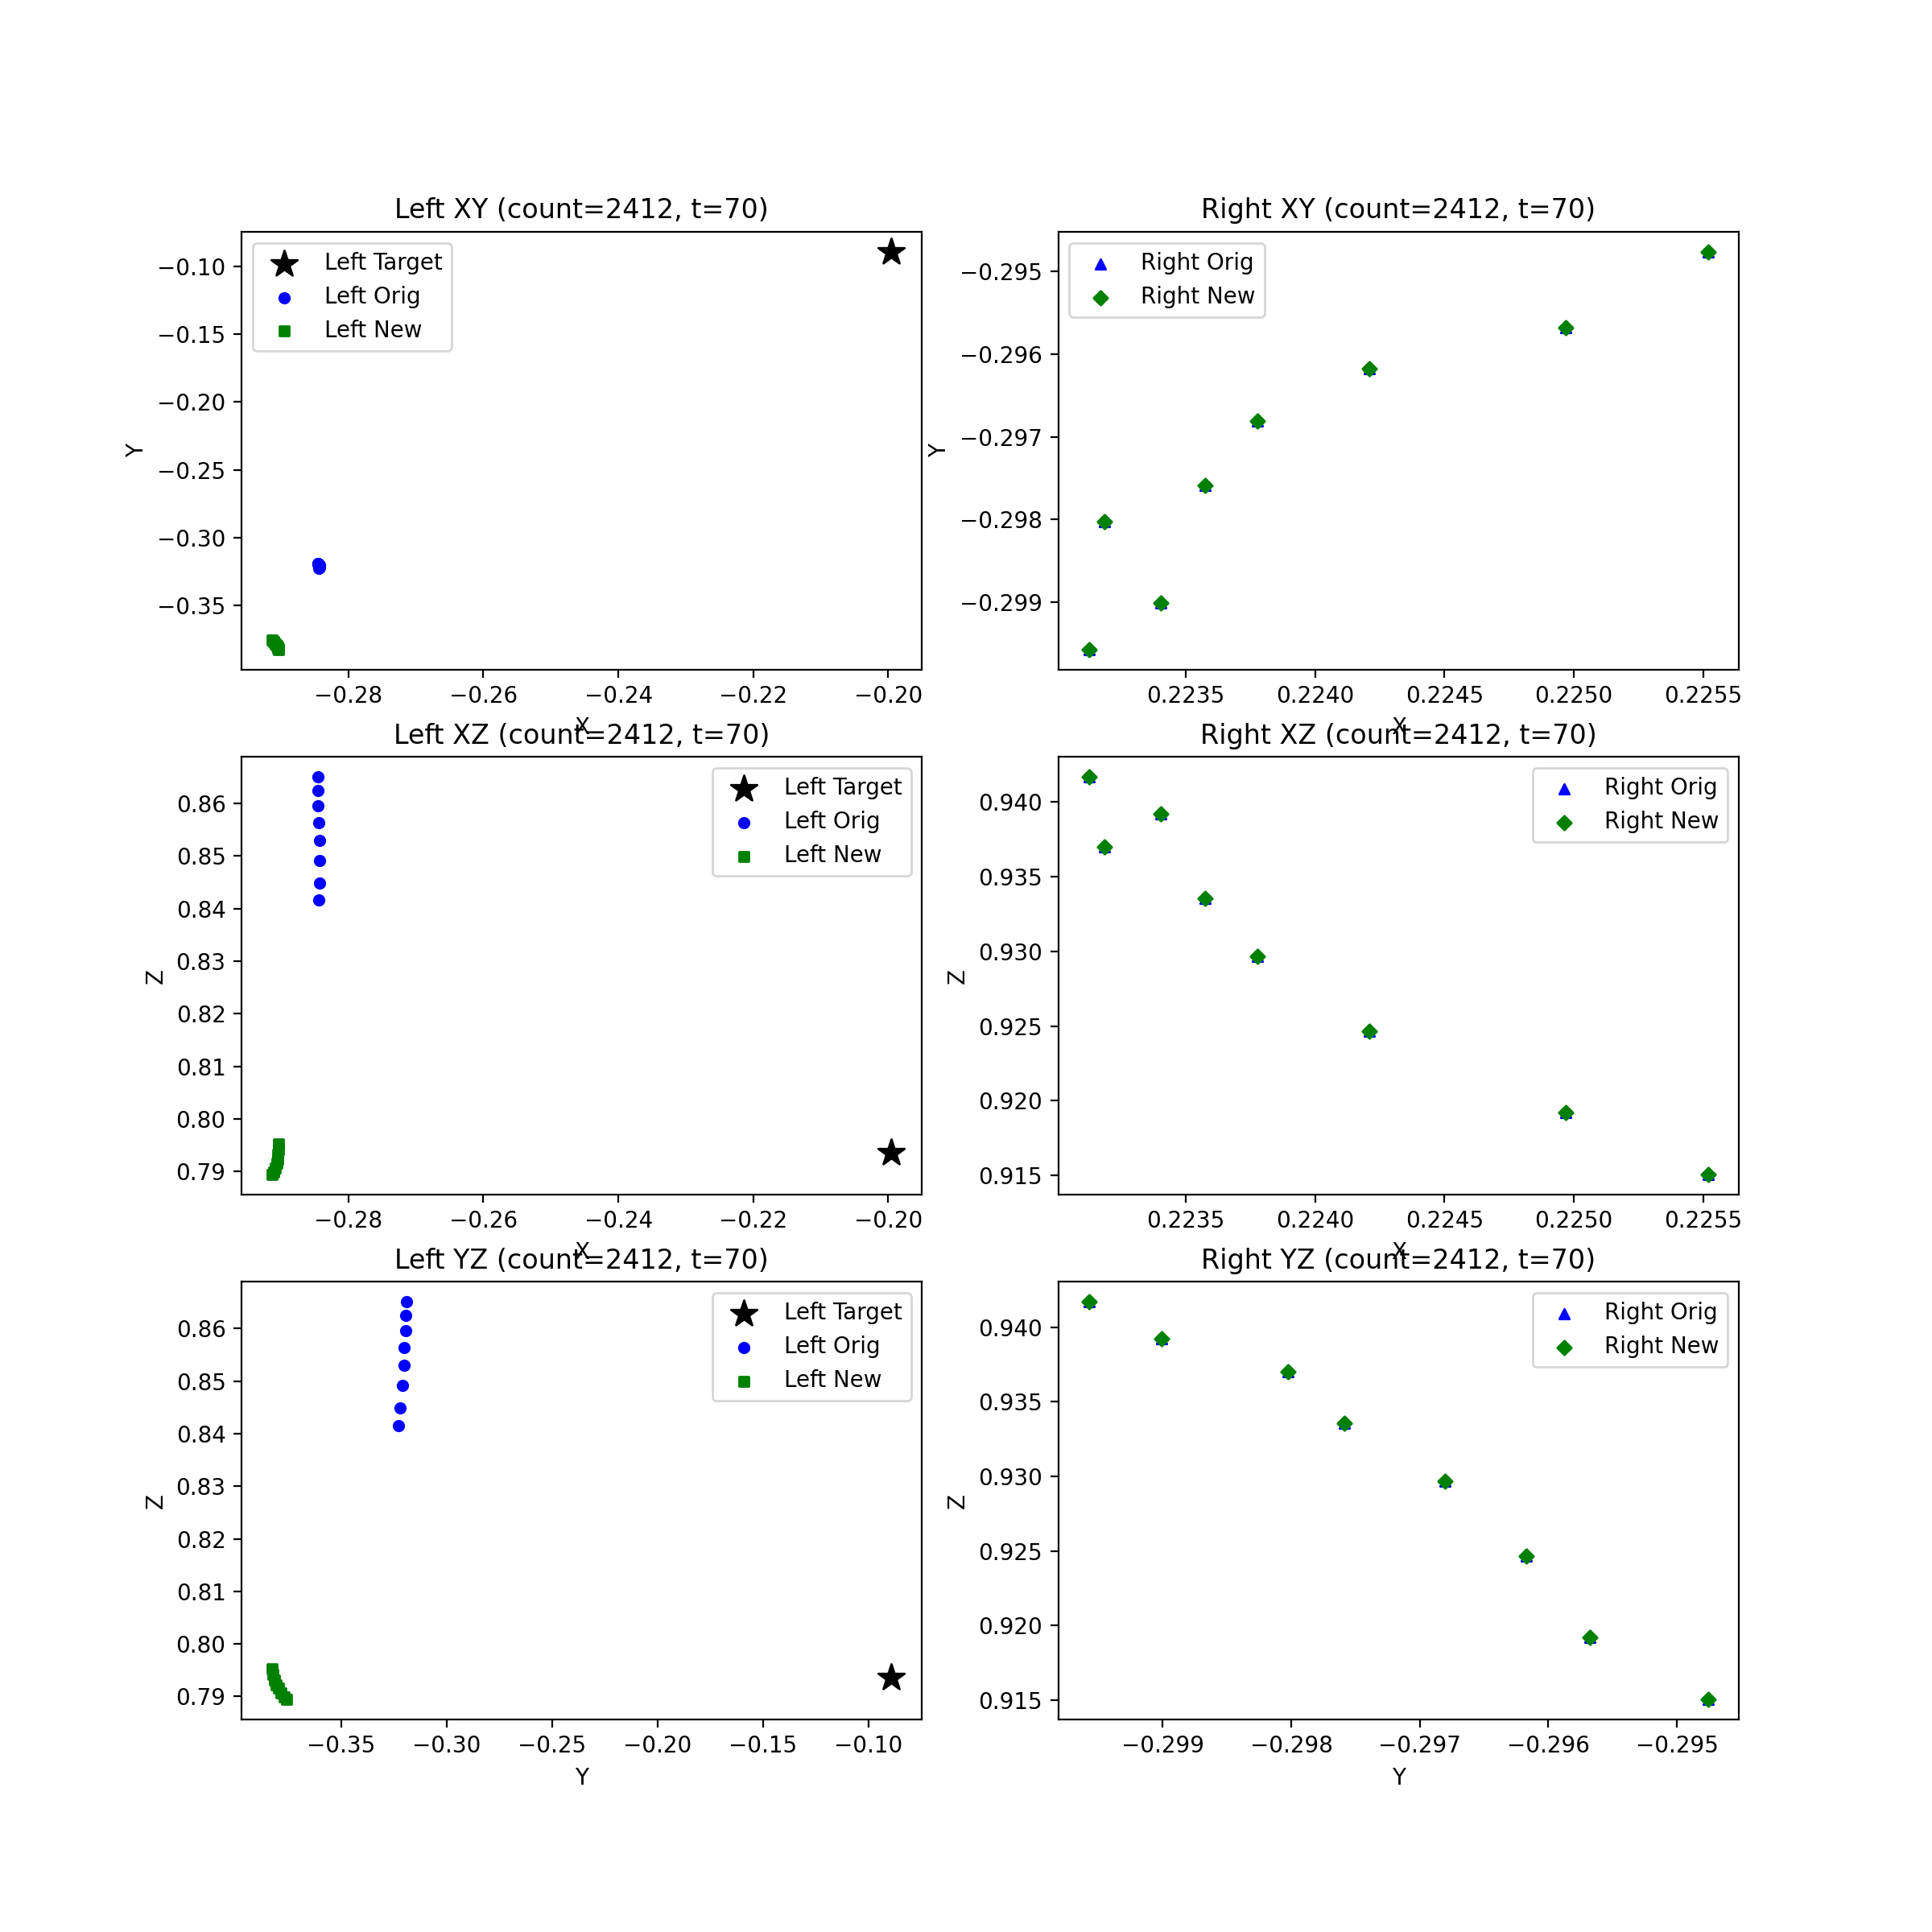 Left XY (count=2412, t=70)
Left Target
Left Orig
Left New
−0.10
−0.15
−0.20
−0.25
−0.30
−0.35
Y
−0.28
−0.26
−0.24
−0.22
−0.20
X
Right XY (count=2412, t=70)
Right Orig
Right New
−0.295
−0.296
−0.297
−0.298
−0.299
Y
0.2235
0.2240
0.2245
0.2250
0.2255
X
Left XZ (count=2412, t=70)
Left Target
Left Orig
Left New
0.86
0.85
0.84
0.83
0.82
0.81
0.80
0.79
Z
−0.28
−0.26
−0.24
−0.22
−0.20
X
Right XZ (count=2412, t=70)
Right Orig
Right New
0.940
0.935
0.930
0.925
0.920
0.915
Z
0.2235
0.2240
0.2245
0.2250
0.2255
X
Left YZ (count=2412, t=70)
Left Target
Left Orig
Left New
0.86
0.85
0.84
0.83
0.82
0.81
0.80
0.79
Z
−0.35
−0.30
−0.25
−0.20
−0.15
−0.10
Y
Right YZ (count=2412, t=70)
Right Orig
Right New
0.940
0.935
0.930
0.925
0.920
0.915
Z
−0.299
−0.298
−0.297
−0.296
−0.295
Y